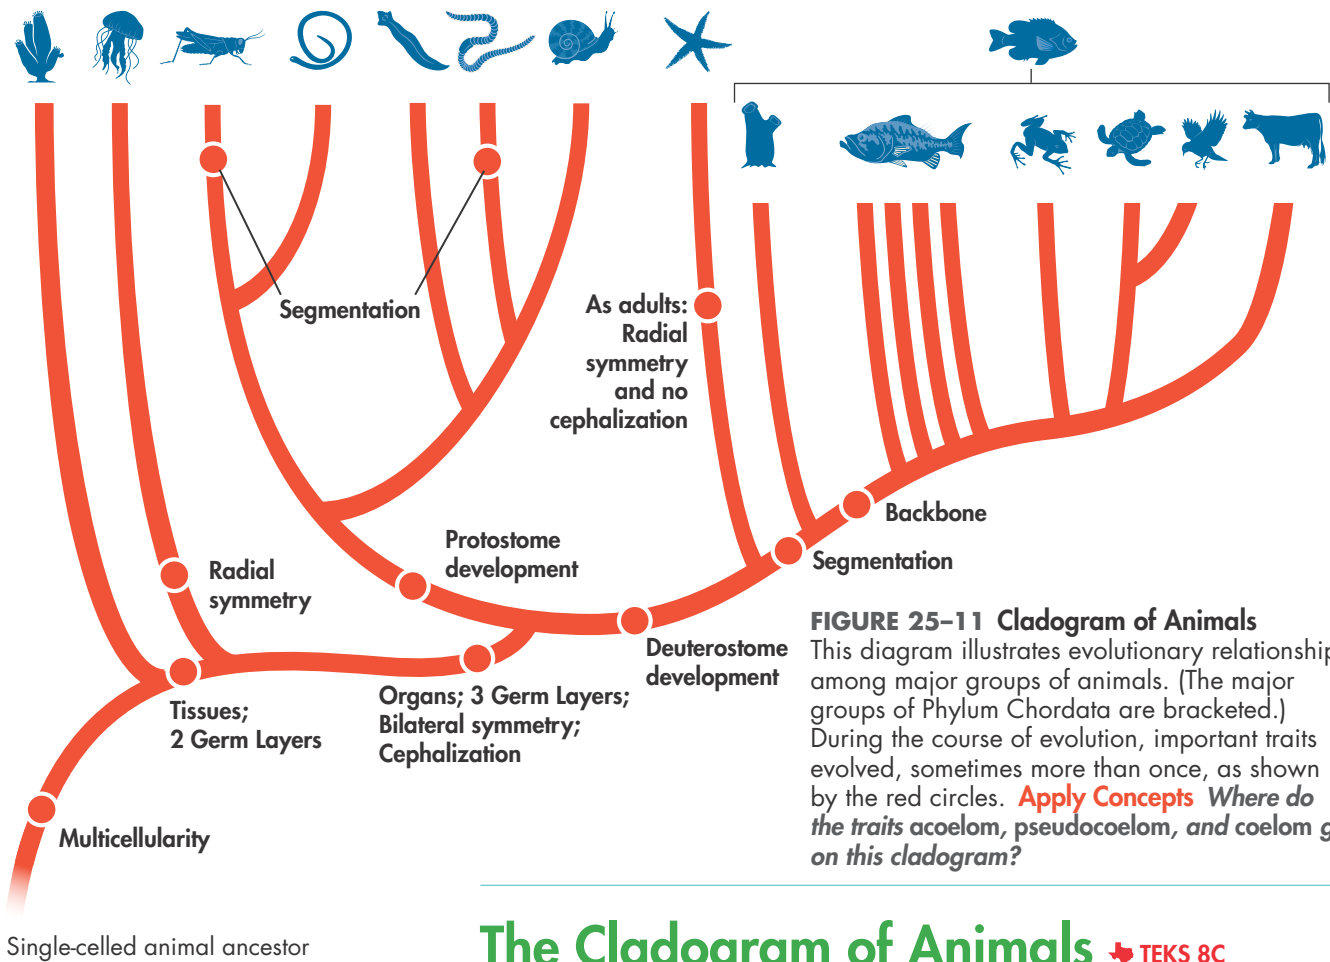 Segmentation
As adults:
Radial
symmetry
and no
cephalization
Backbone
Segmentation
Protostome
development
Radial
symmetry
Deuterostome
development
Organs; 3 Germ Layers;
Bilateral symmetry;
Cephalization
Tissues;
2 Germ Layers
Multicellularity
Single-celled animal ancestor
FIGURE 25–11 Cladogram of Animals
This diagram illustrates evolutionary relationship
among major groups of animals. (The major
groups of Phylum Chordata are bracketed.)
During the course of evolution, important traits
evolved, sometimes more than once, as shown
by the red circles. Apply Concepts Where do
the traits acoelom, pseudocoelom, and coelom g
on this cladogram?
The Cladogram of Animals TEKS 8C